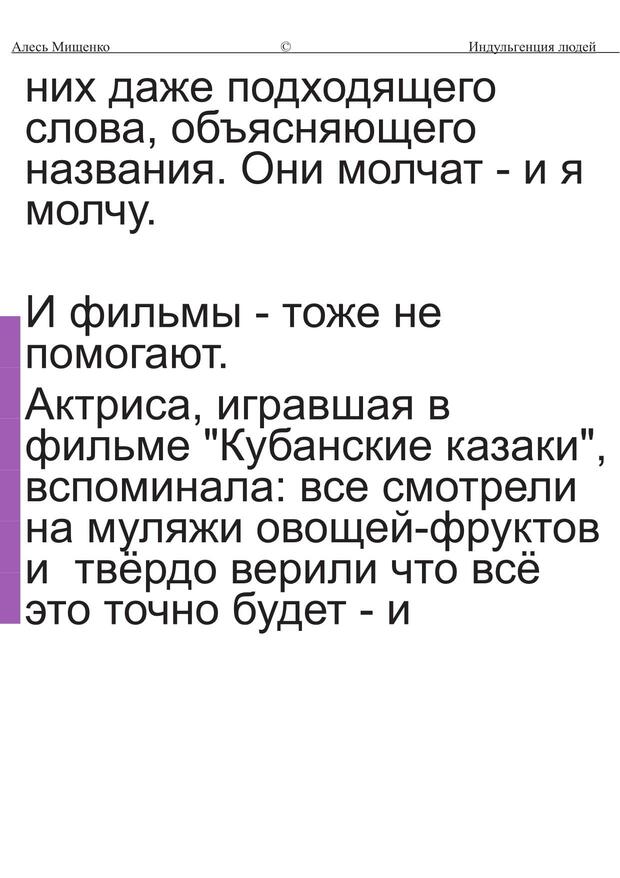 Алесь Мищенко © Индульгенция людей
них даже подходящего
слова, объясняющего
названия. Они молчат - и я
молчу.
И фильмы - тоже не
помогают.
Актриса, игравшая в
фильме "Кубанские казаки",
вспоминала: все смотрели
на муляжи овощей-фруктов
и  твёрдо верили что всё
это точно будет - и